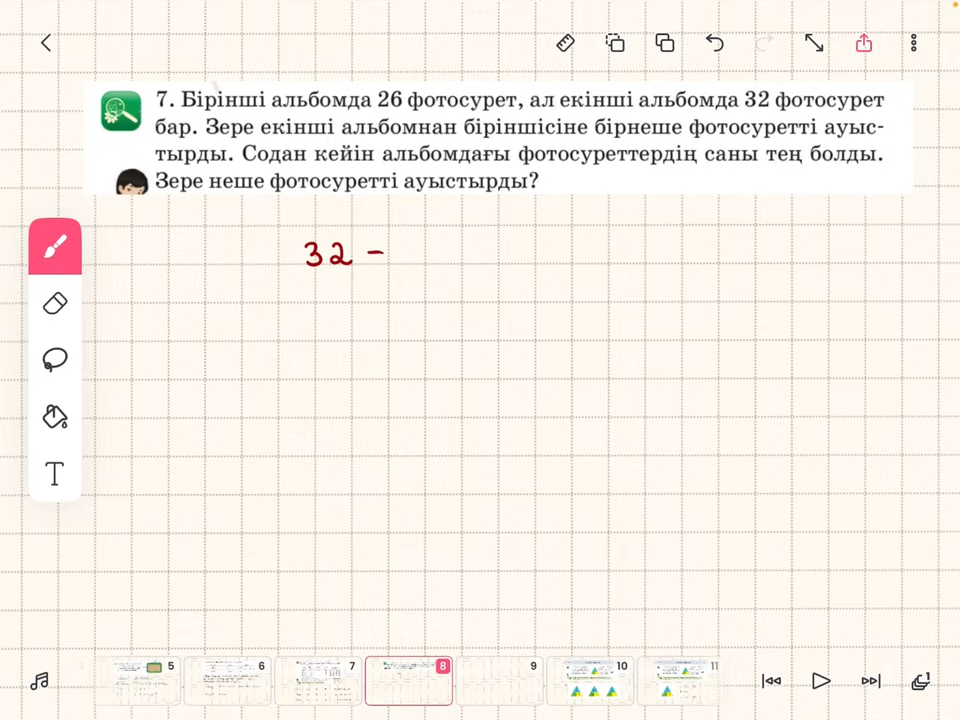 7. Бірінші альбомда 26 фотосурет, ал екінші альбомда 32 фотосурет
бар. Зере екінші альбомнан біріншісіне бірнеше фотосуретті ауыс-
тырды. Содан кейін альбомдағы фотосуреттердің саны тең болды.
Зере неше фотосуретті ауыстырды?
32 -
T
5 6 7 8 9 10 11
1